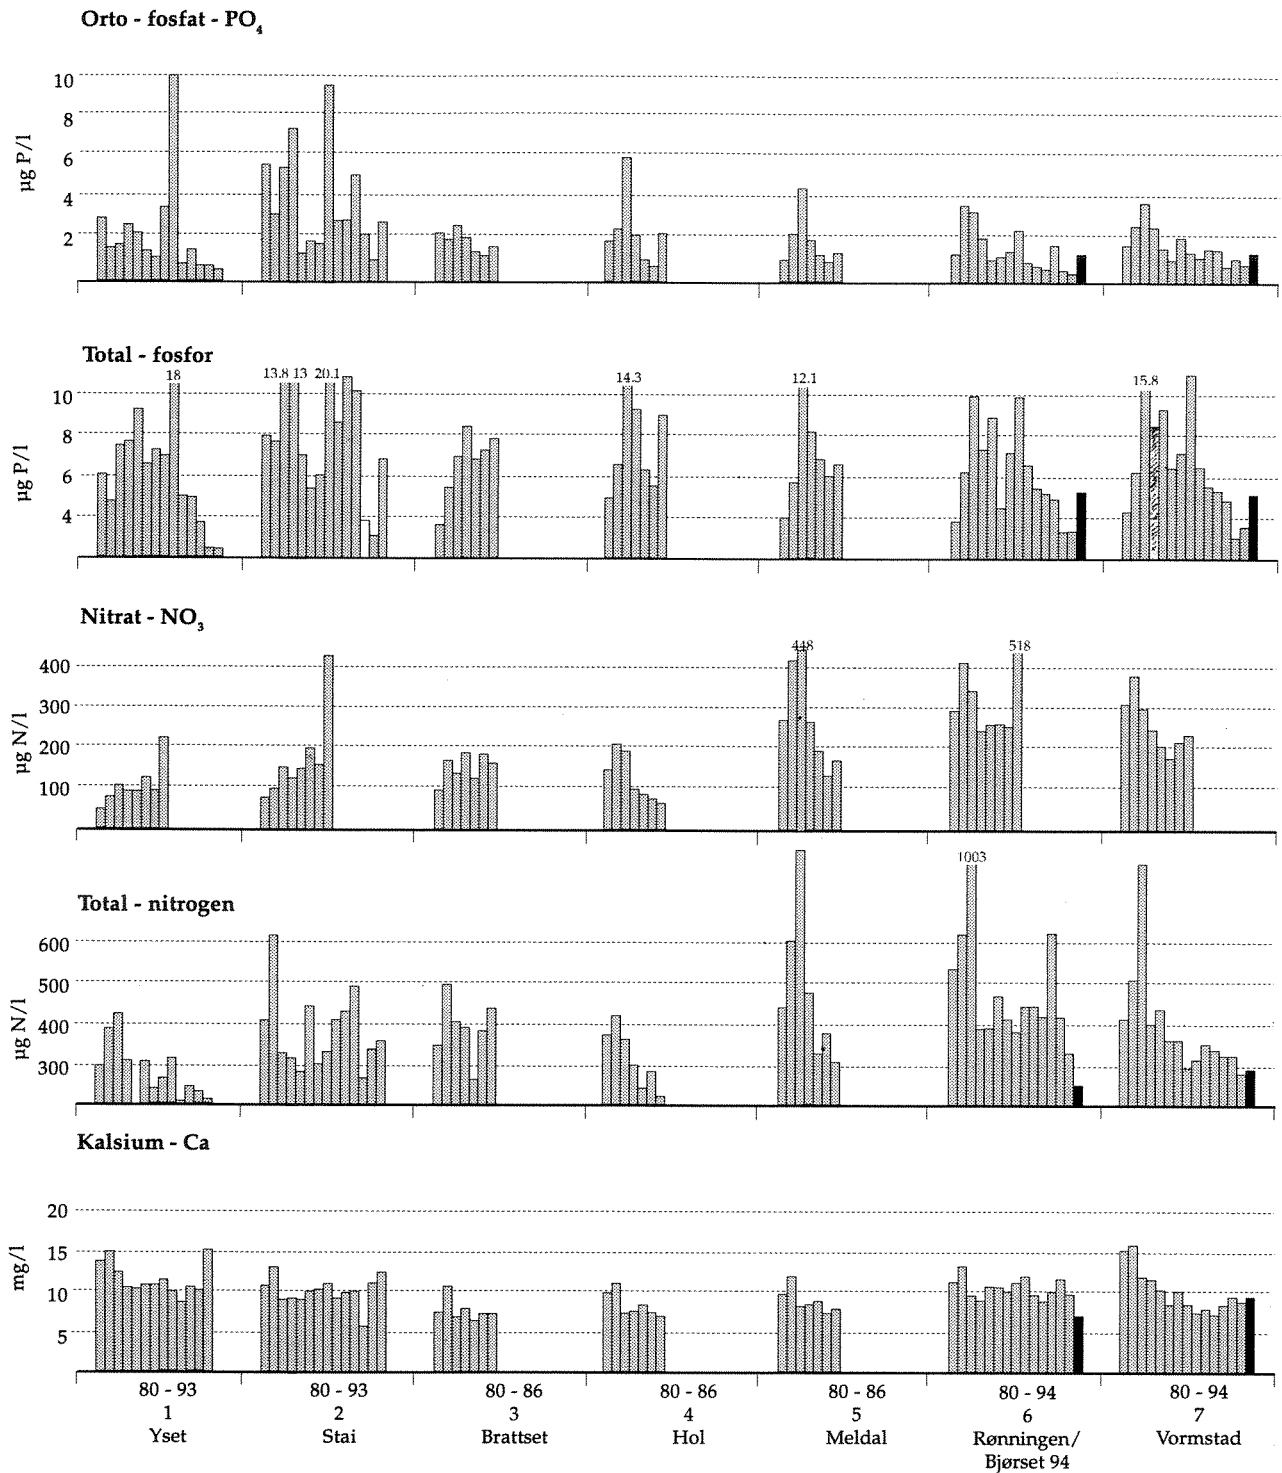 Orto - fosfat - PO4
10
8
6
4
2
µg P/l
Total - fosfor
18
13.8 13 20.1
14.3
12.1
15.8
10
8
6
4
µg P/l
Nitrat - NO3
448
518
400
300
200
100
µg N/l
1003
Total - nitrogen
600
500
400
300
µg N/l
Kalsium - Ca
20
15
10
5
mg/l
80 - 93 80 - 93 80 - 86 80 - 86 80 - 86 80 - 94 80 - 94
1 2 3 4 5 6 7
Yset Stai Brattset Hol Meldal Rønningen/ Vormstad
Bjørset 94